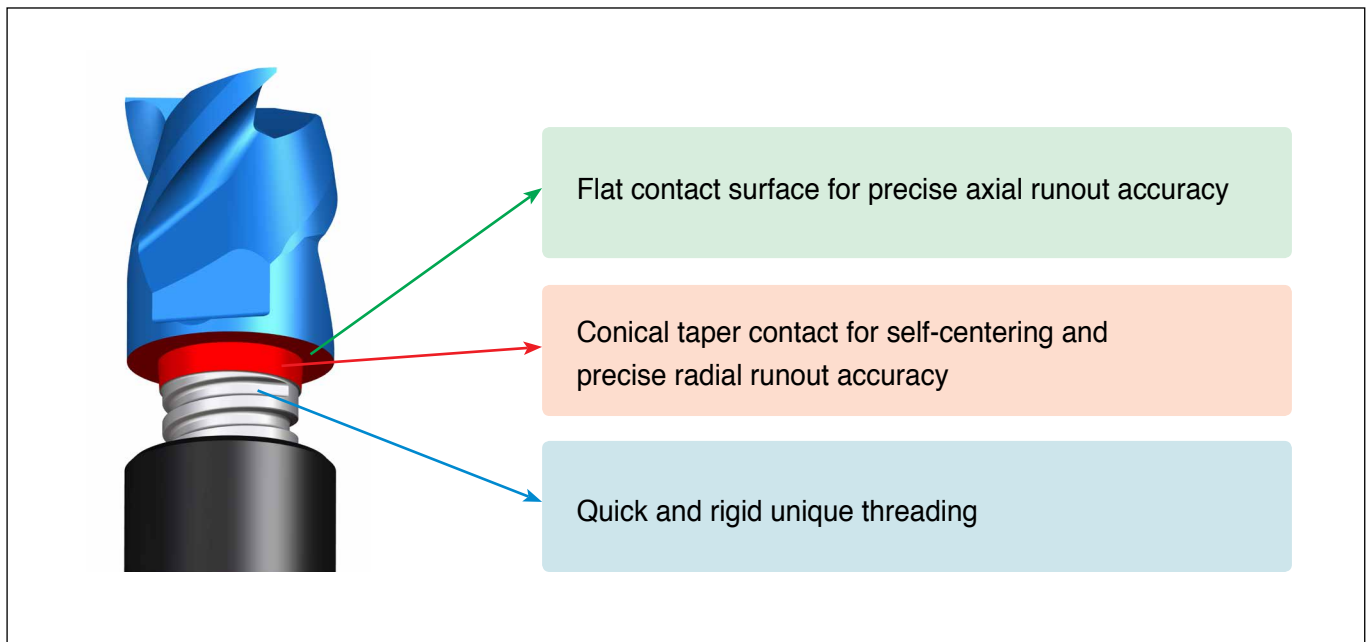 Flat contact surface for precise axial runout accuracy
Conical taper contact for self-centering and
precise radial runout accuracy
Quick and rigid unique threading